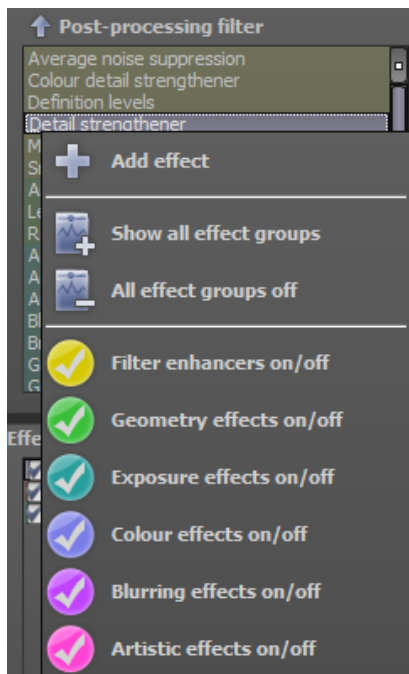 Post-processing filter
Average noise suppression
Colour detail strengthener
Definition levels
Detail strengthener
Add effect
Show all effect groups
All effect groups off
Filter enhancers on/off
Geometry effects on/off
Exposure effects on/off
Colour effects on/off
Blurring effects on/off
Artistic effects on/off